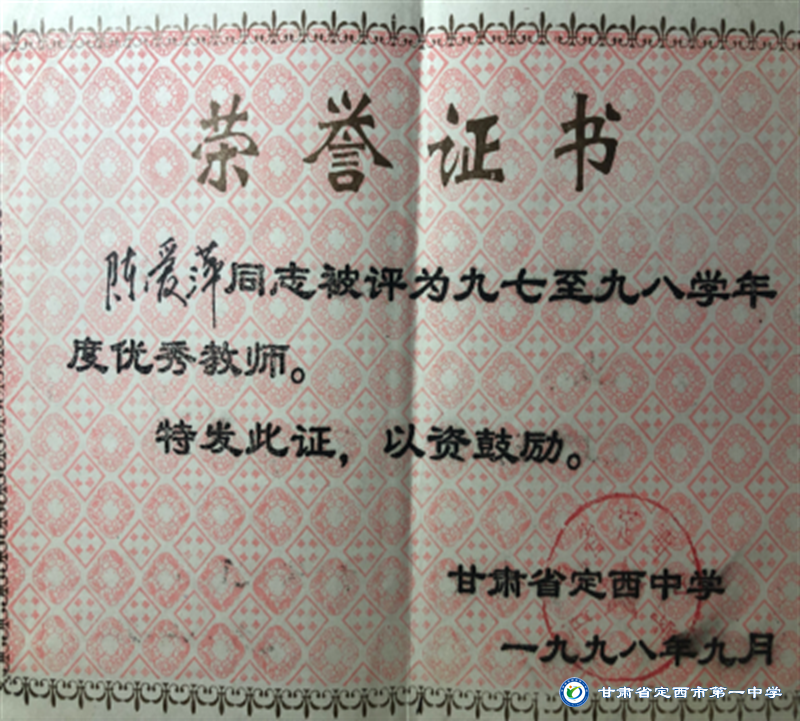 荣誉证书
陈爱萍同志被评为九七至九八学年
度优秀教师。
特发此证，以资鼓励。
甘肃省定西中学
一九九八年九月
甘肃省定西市第一中学